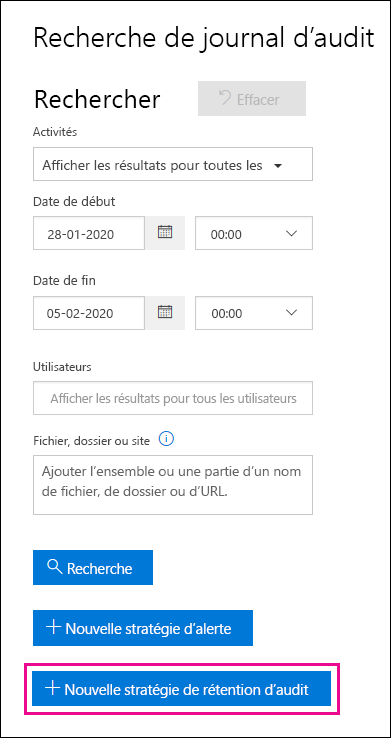 Recherche de journal d’audit
Rechercher
Effacer
Activités
Afficher les résultats pour toutes les
Date de début
28-01-2020
00:00
Date de fin
05-02-2020
00:00
Utilisateurs
Afficher les résultats pour tous les utilisateurs
Fichier, dossier ou site
Ajouter l’ensemble ou une partie d’un nom
de fichier, de dossier ou d’URL.
Recherche
Nouvelle stratégie d’alerte
Nouvelle stratégie de rétention d’audit